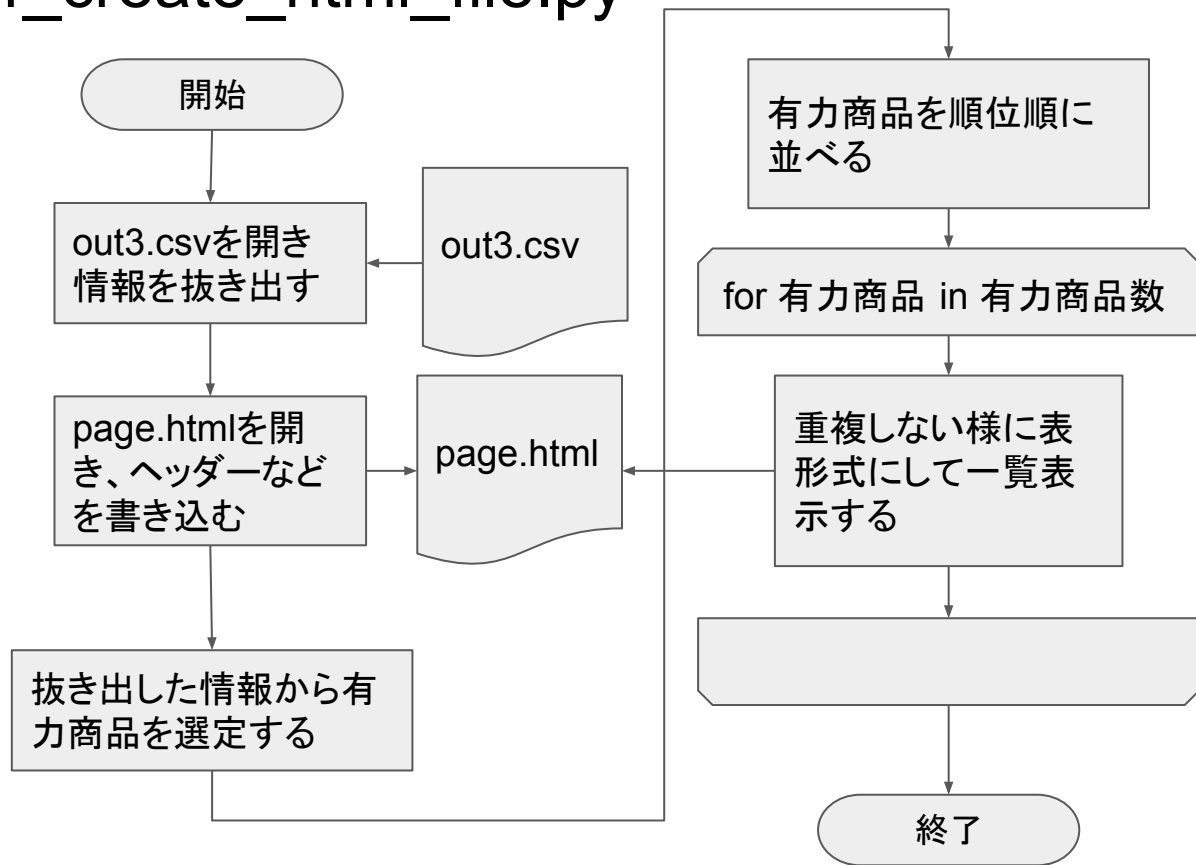 _create_html_file.py
開始
out3.csvを開き
情報を抜き出す
out3.csv
page.htmlを開
き、ヘッダーなど
を書き込む
page.html
抜き出した情報から有
力商品を選定する
有力商品を順位順に
並べる
for 有力商品 in 有力商品数
重複しない様に表
形式にして一覧表
示する
終了